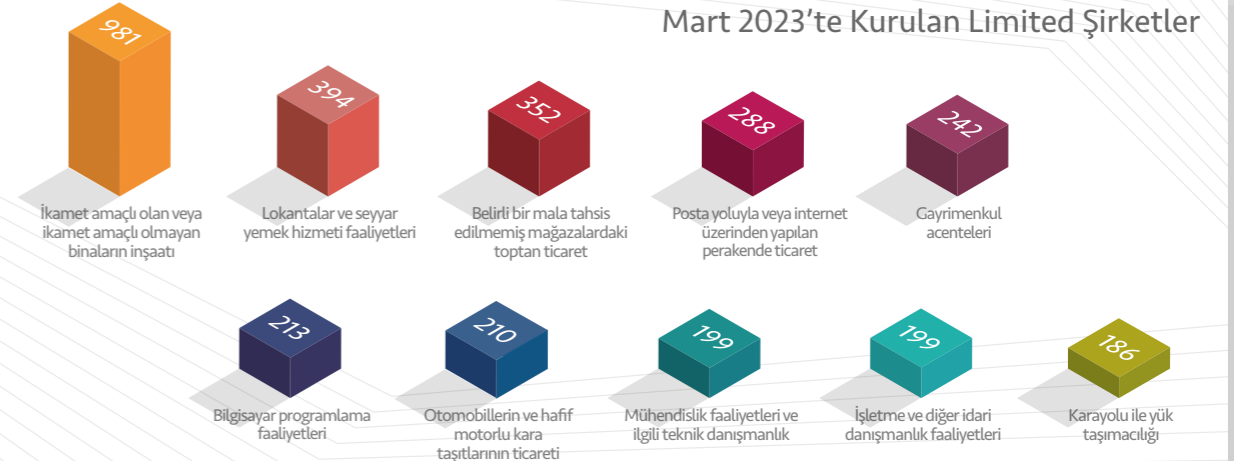 Mart 2023’te Kurulan Limited Şirketler
981
İkamet amaçlı olan veya
ikamet amaçlı olmayan
binaların inşaatı
394
Lokantalar ve seyyar
yemek hizmeti faaliyetleri
352
Belirli bir mala tahsis
edilmemiş mağazalardaki
toptan ticaret
288
Posta yoluyla veya internet
üzerinden yapılan
perakende ticaret
242
Gayrimenkul
acenteleri
213
Bilgisayar programlama
faaliyetleri
210
Otomobillerin ve hafif
motorlu kara
taşıtlarının ticareti
199
Mühendislik faaliyetleri ve
ilgili teknik danışmanlık
199
İşletme ve diğer idari
danışmanlık faaliyetleri
186
Karayolu ile yük
taşımacılığı